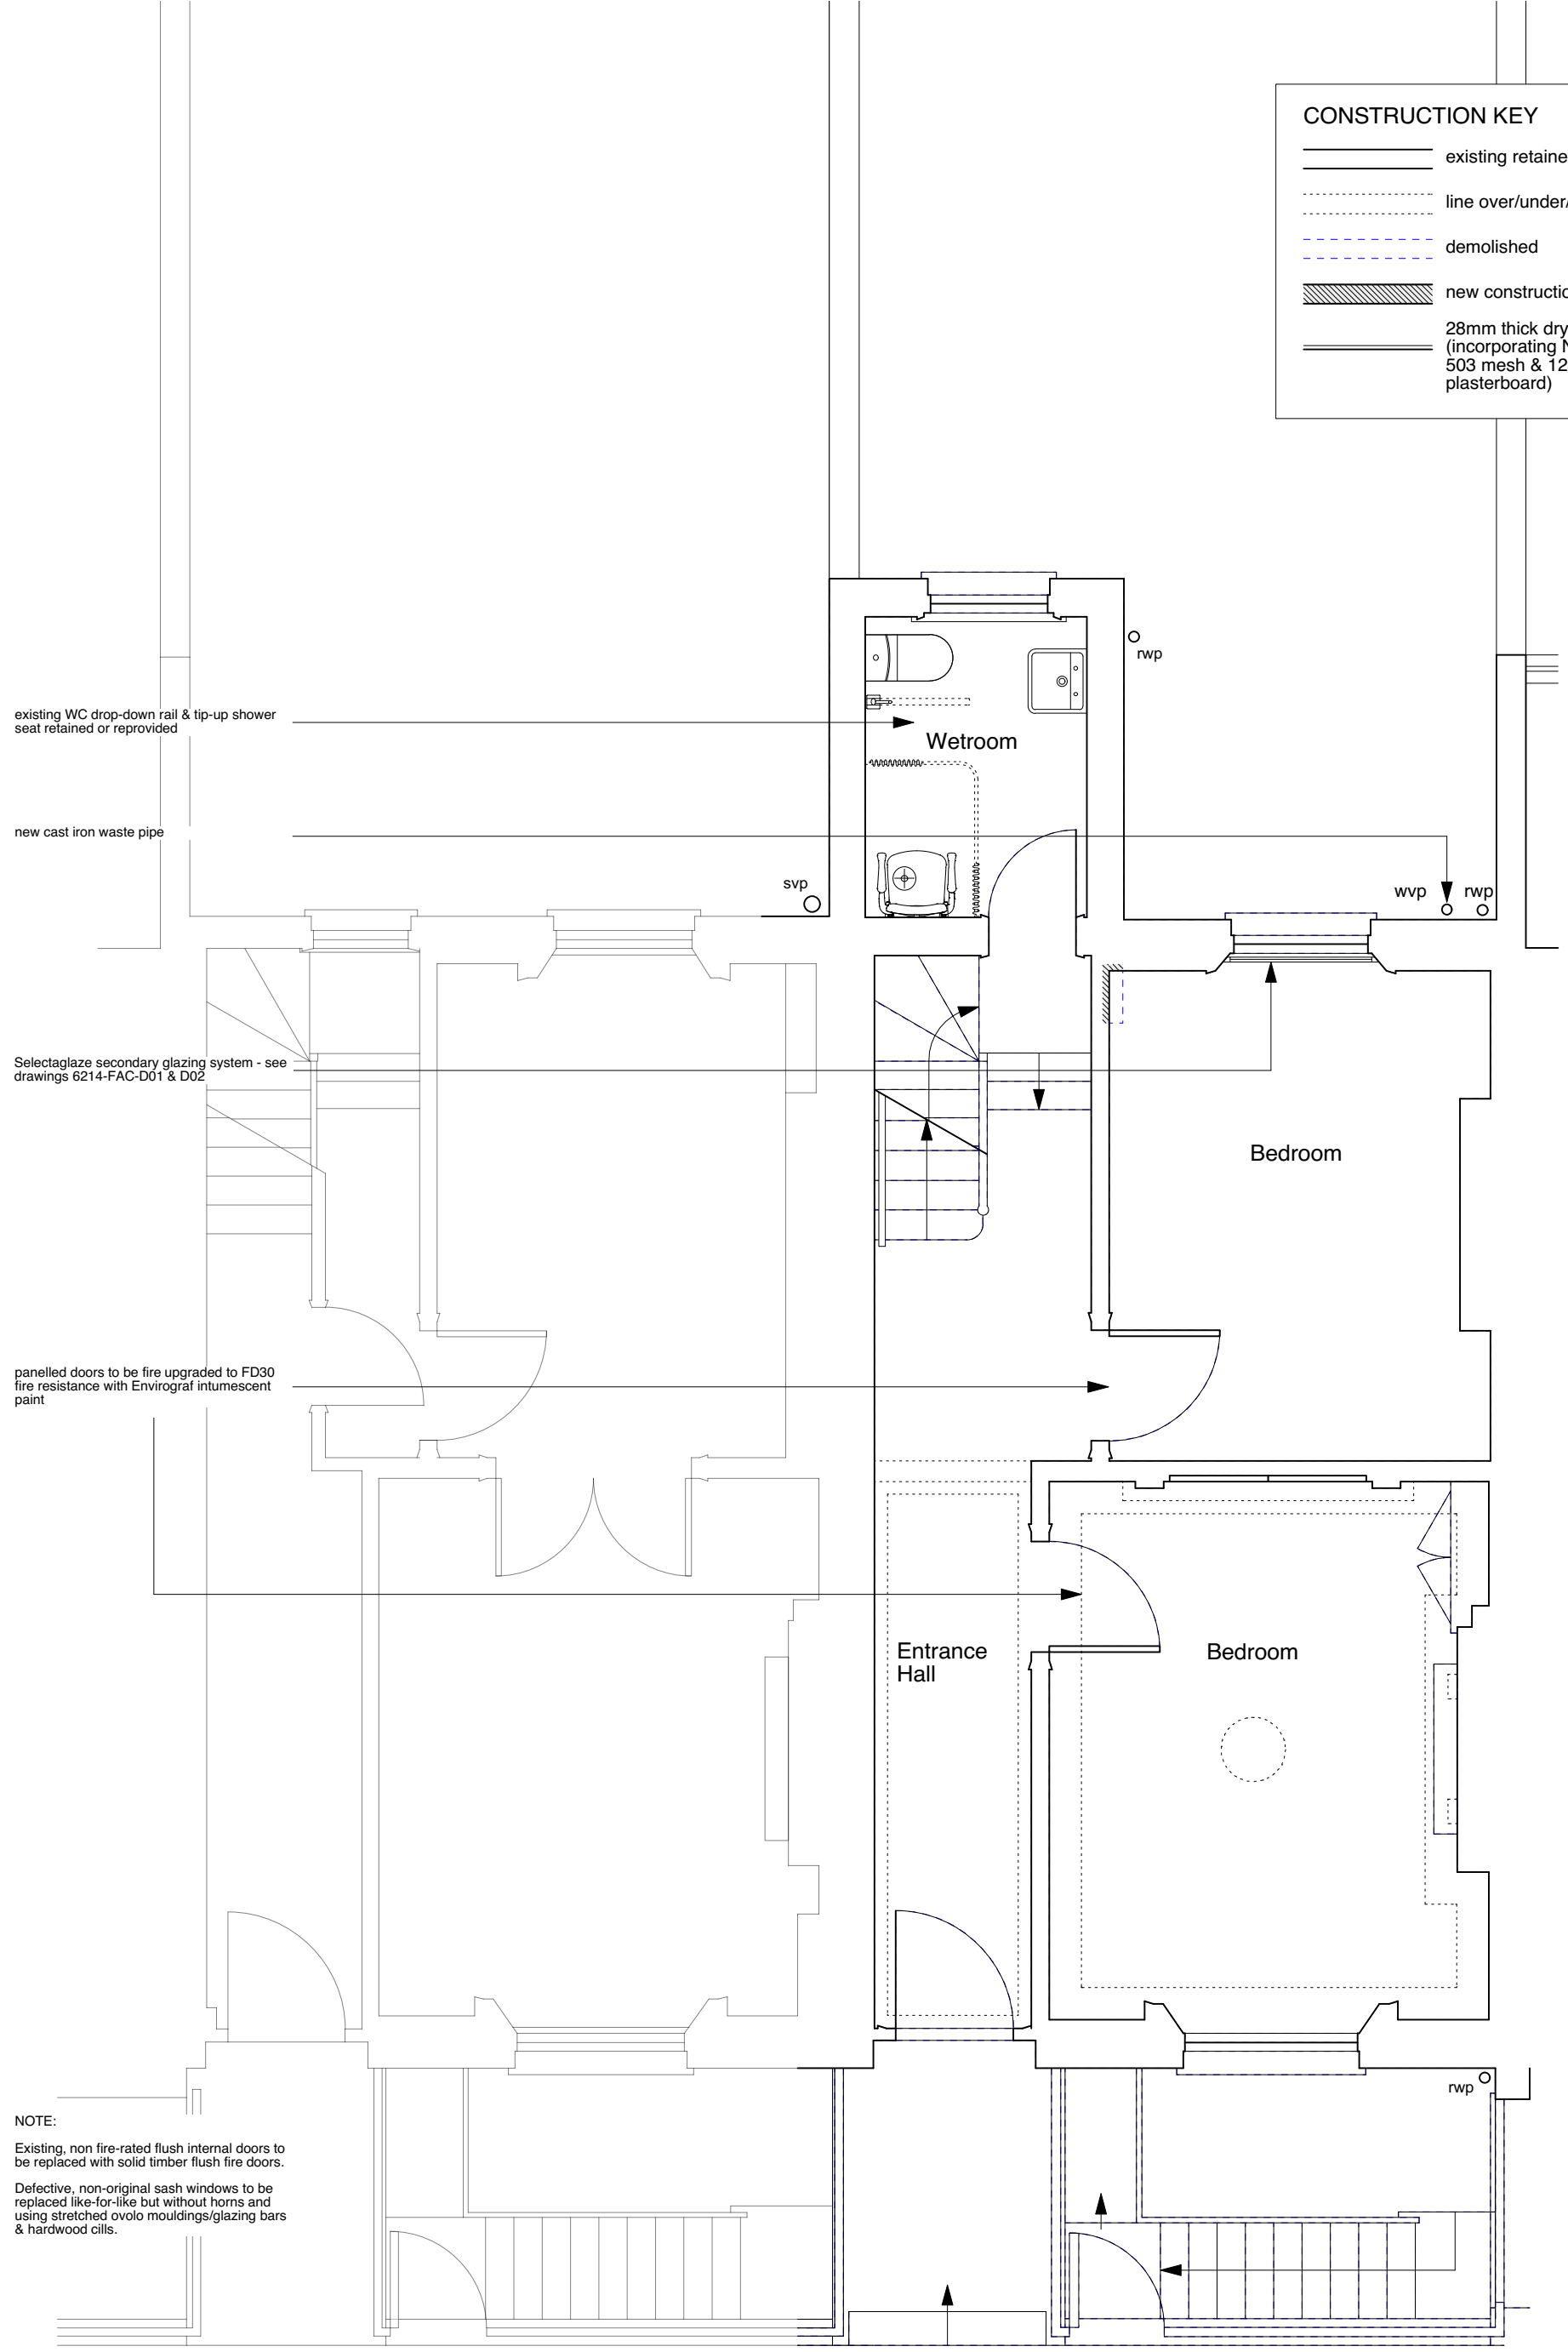 CONSTRUCTION KEY
existing retaine
line over/under/
demolished
new constructio
28mm thick dry
(incorporating N
503 mesh & 12
plasterboard)
rwp
existing WC drop-down rail & tip-up shower
seat retained or reprovided
Wetroom
new cast iron waste pipe
svp
wvp
rwp
Selectaglaze secondary glazing system - see
drawings 6214-FAC-D01 & D02
Bedroom
panelled doors to be fire upgraded to FD30
fire resistance with Envirograf intumescent
paint
Entrance
Hall
Bedroom
rwp
NOTE:
Existing, non fire-rated flush internal doors to
be replaced with solid timber flush fire doors.
Defective, non-original sash windows to be
replaced like-for-like but without horns and
using stretched ovolo mouldings/glazing bars
& hardwood cills.